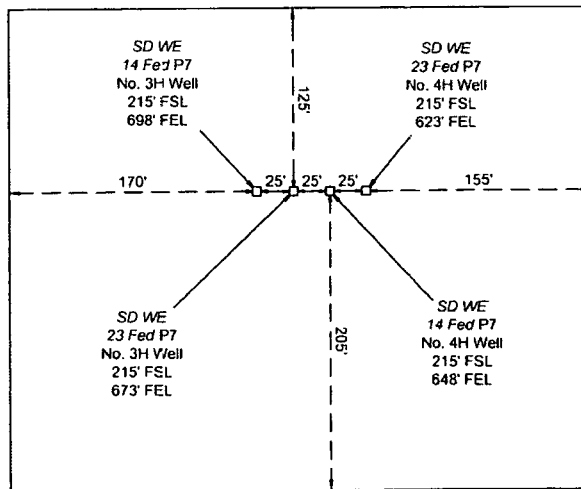 SD WE
14 Fed P7
No. 3H Well
215' FSL
698' FEL
SD WE
23 Fed P7
No. 4H Well
215' FSL
623' FEL
125'
170'
25'
25'
25'
155'
205'
SD WE
23 Fed P7
No. 3H Well
215' FSL
673' FEL
SD WE
14 Fed P7
No. 4H Well
215' FSL
648' FEL